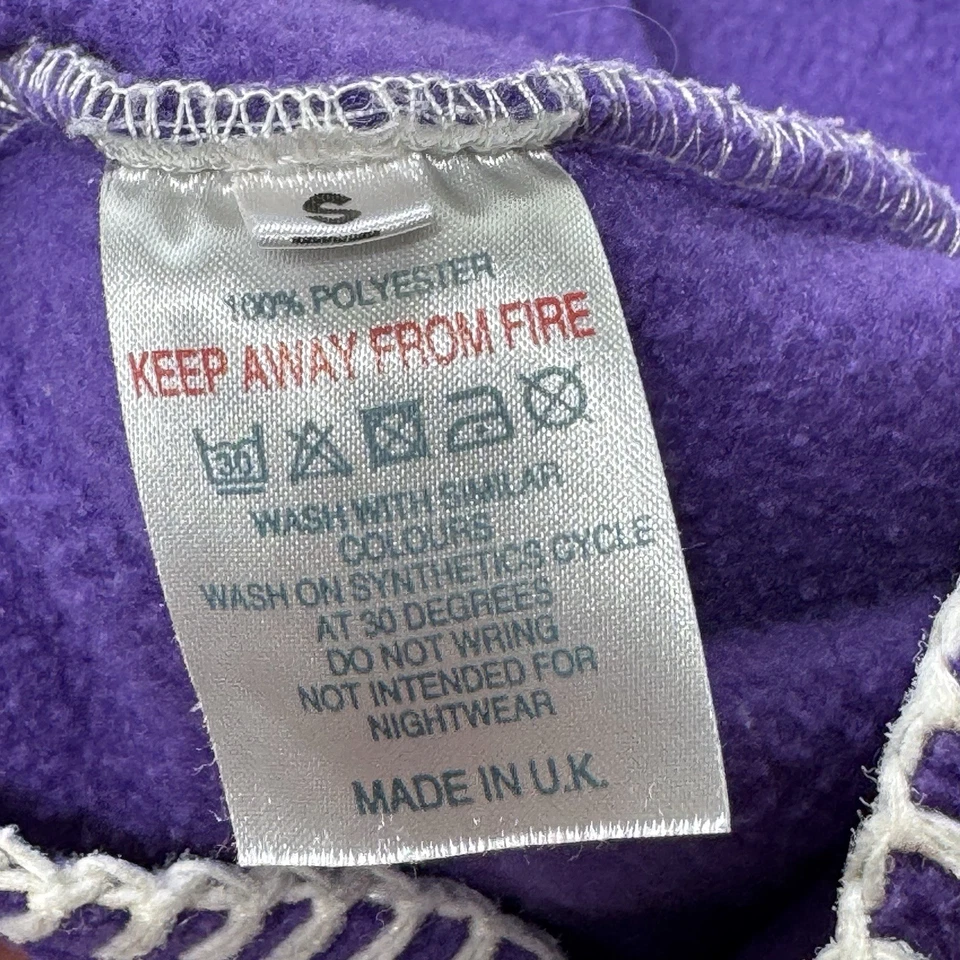 S
100% POLYESTER
KEEP AWAY FROM FIRE
30
WASH WITH SIMILAR
COLOURS
WASH ON SYNTHETICS CYCLE
AT 30 DEGREES
DO NOT WRING
NOT INTENDED FOR
NIGHTWEAR
MADE IN U.K.